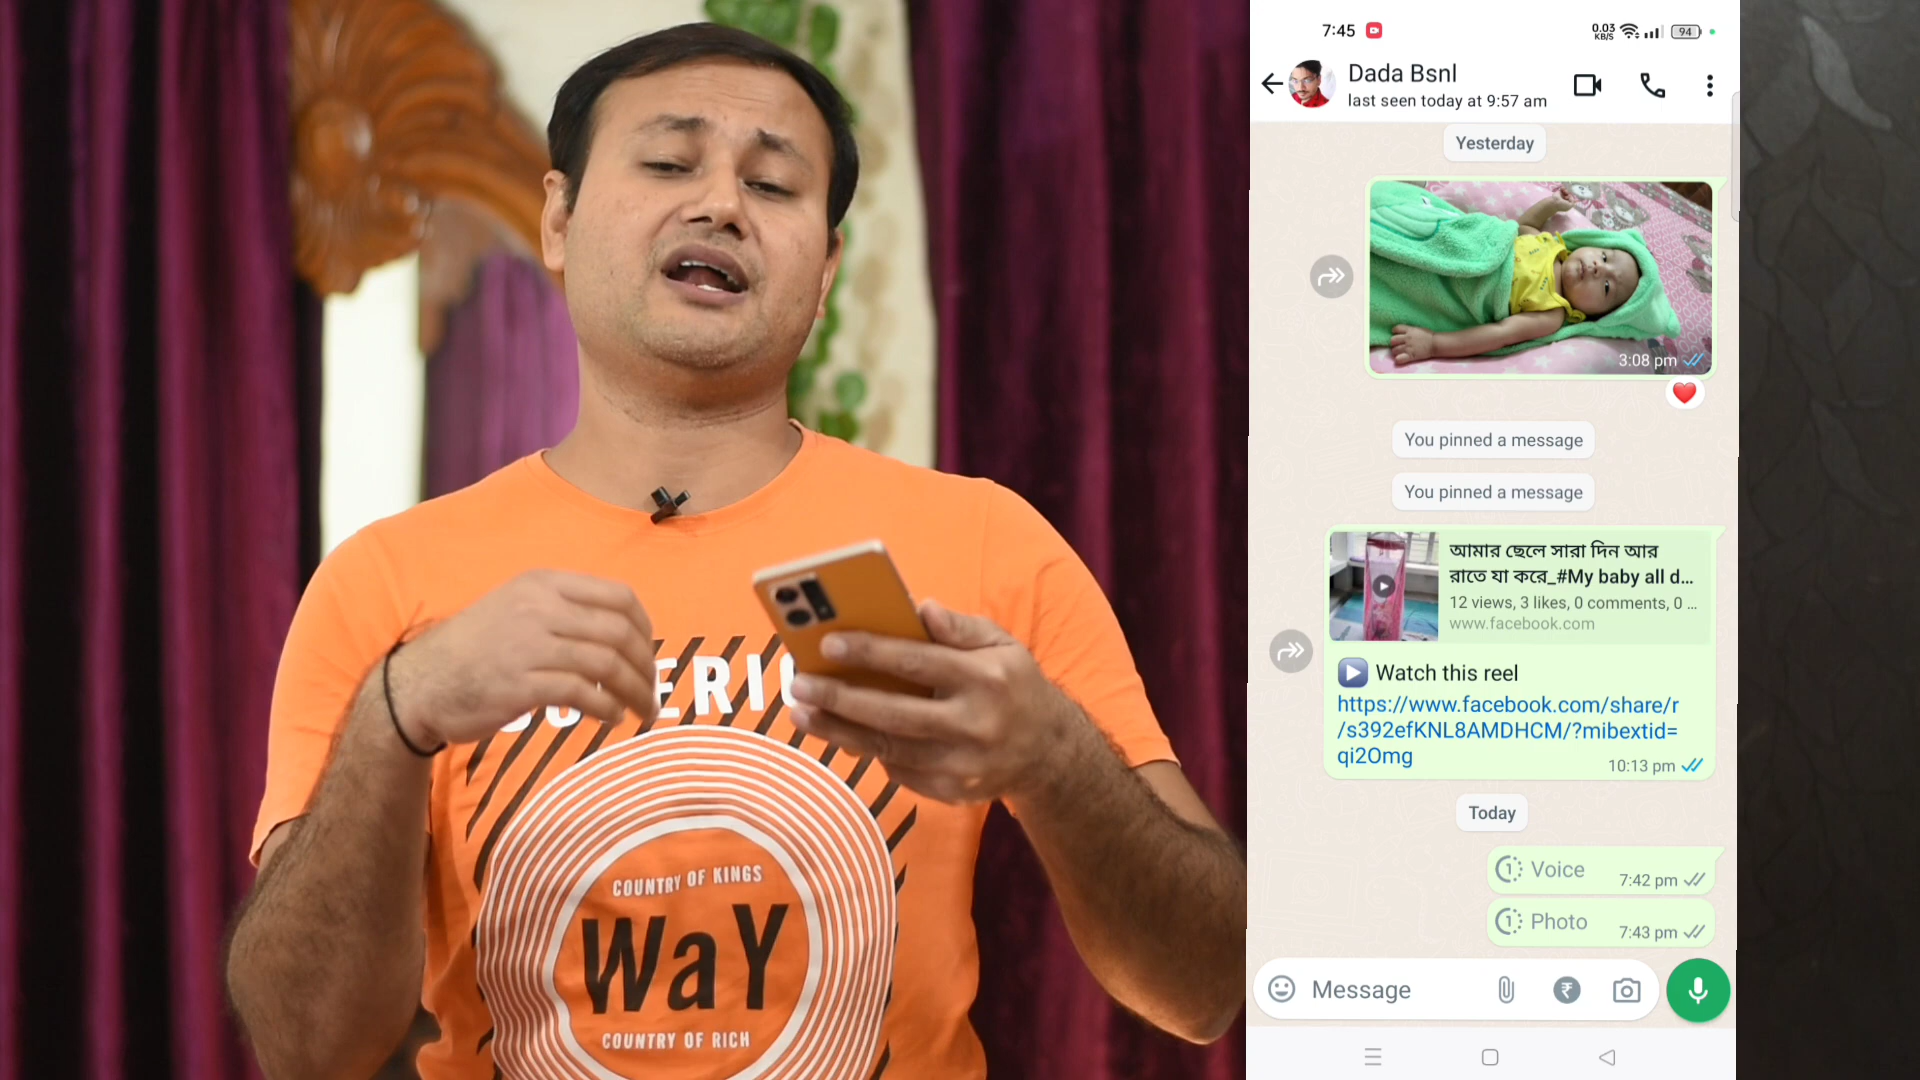 SUPERIO
COUNTRY OF KINGS
WaY
COUNTRY OF RICH
7:45
0.03
KB/S
94
Dada Bsnl
last seen today at 9:57 am
Yesterday
3:08 pm
You pinned a message
You pinned a message
আমার ছেলে সারা দিন আর
রাতে যা করে_#My baby all d...
12 views, 3 likes, 0 comments, 0 ...
www.facebook.com
Watch this reel
https://www.facebook.com/share/r
/s392efKNL8AMDHCM/?mibextid=
qi2Omg
10:13 pm
Today
1 Voice
7:42 pm
1 Photo
7:43 pm
Message
₹